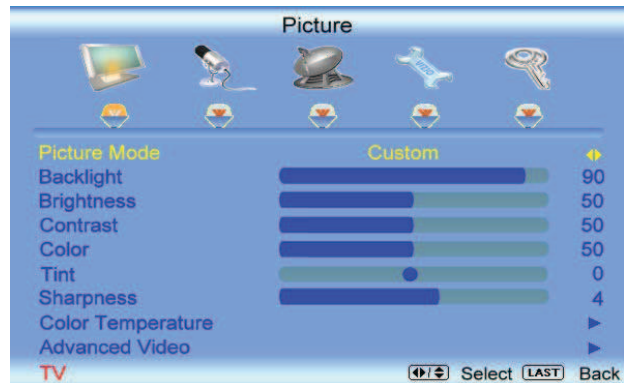 Picture
Picture Mode Custom
Backlight 90
Brightness 50
Contrast 50
Color 50
Tint 0
Sharpness 4
Color Temperature
Advanced Video
TV Select LAST Back